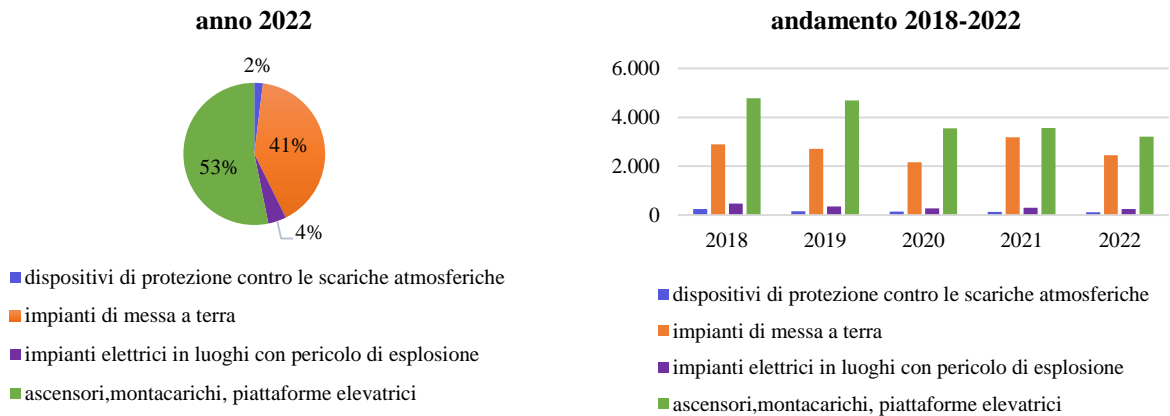 anno 2022
2%
41%
53%
4%
dispositivi di protezione contro le scariche atmosferiche
impianti di messa a terra
impianti elettrici in luoghi con pericolo di esplosione
ascensori,montacarichi, piattaforme elevatrici
andamento 2018-2022
6.000
4.000
2.000
0
2018 2019 2020 2021 2022
dispositivi di protezione contro le scariche atmosferiche
impianti di messa a terra
impianti elettrici in luoghi con pericolo di esplosione
ascensori,montacarichi, piattaforme elevatrici